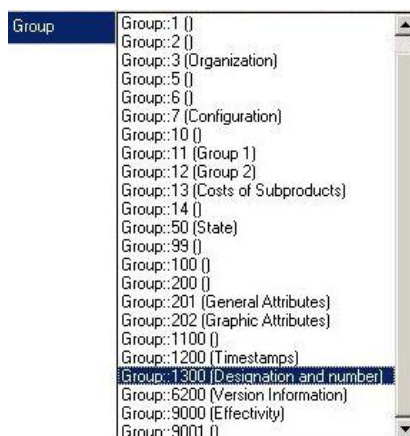 Group
Group::1 ()
Group::2 ()
Group::3 (Organization)
Group::5 ()
Group::6 ()
Group::7 (Configuration)
Group::10 ()
Group::11 (Group 1)
Group::12 (Group 2)
Group::13 (Costs of Subproducts)
Group::14 ()
Group::50 (State)
Group::99 ()
Group::100 ()
Group::200 ()
Group::201 (General Attributes)
Group::202 (Graphic Attributes)
Group::1100 ()
Group::1200 (Timestamps)
Group::1300 (Designation and number)
Group::6200 (Version Information)
Group::9000 (Effectivity)
Group::9001 ()